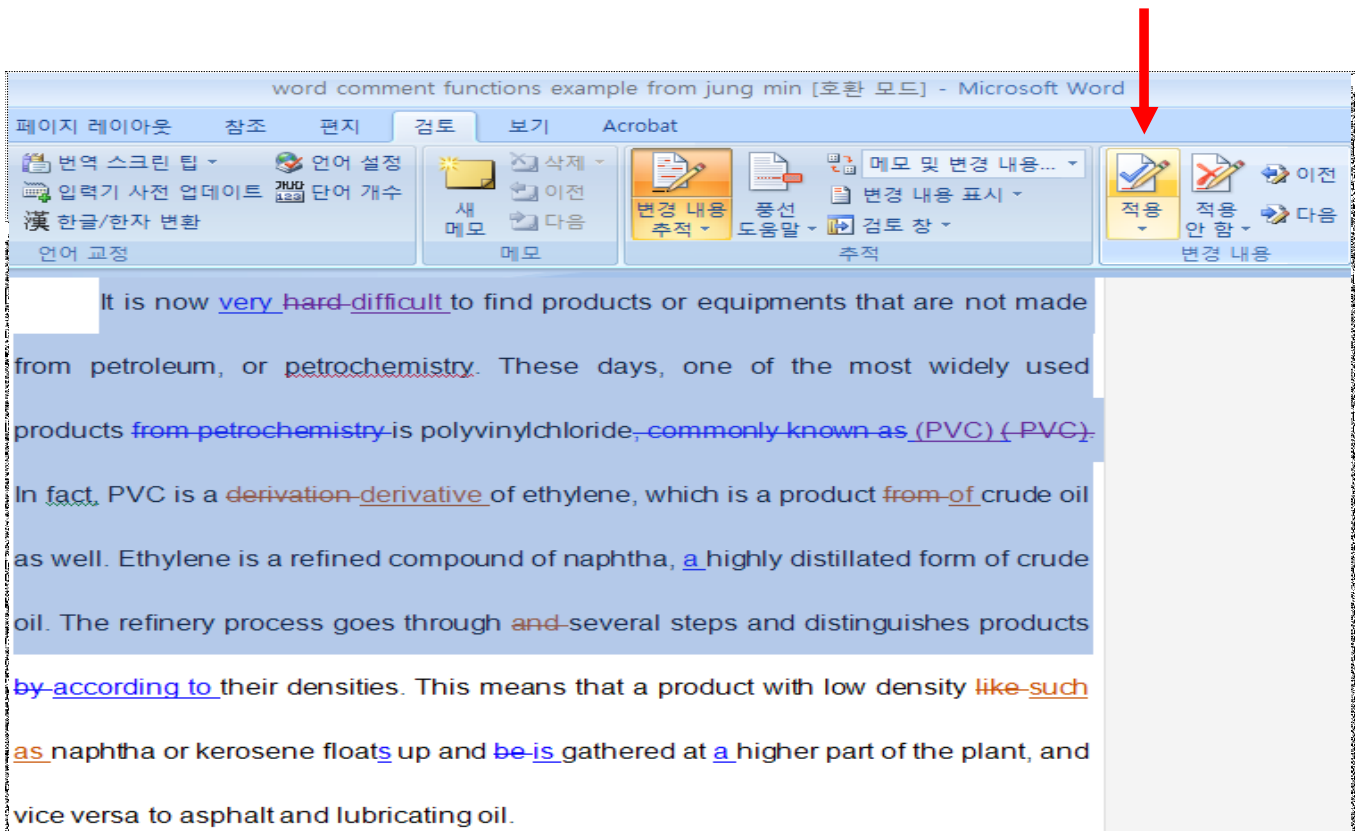 word comment functions example from jung min [호환 모드] - Microsoft Word
페이지 레이아웃 참조 편지 검토 보기 Acrobat
번역 스크린 팁 언어 설정 삭제 메모 및 변경 내용... 이전
입력기 사전 업데이트 단어 개수 새 메모 이전 변경 내용 추적 풍선 도움말 변경 내용 표시 적용 적용 안 함 다음
漢 한글/한자 변환 다음 검토 창
언어 교정 메모 추적 변경 내용
It is now very hard difficult to find products or equipments that are not made
from petroleum, or petrochemistry. These days, one of the most widely used
products from petrochemistry is polyvinylchloride, commonly known as (PVC) ( PVC).
In fact, PVC is a derivation derivative of ethylene, which is a product from of crude oil
as well. Ethylene is a refined compound of naphtha, a highly distillated form of crude
oil. The refinery process goes through and several steps and distinguishes products
by according to their densities. This means that a product with low density like such
as naphtha or kerosene floats up and be is gathered at a higher part of the plant, and
vice versa to asphalt and lubricating oil.